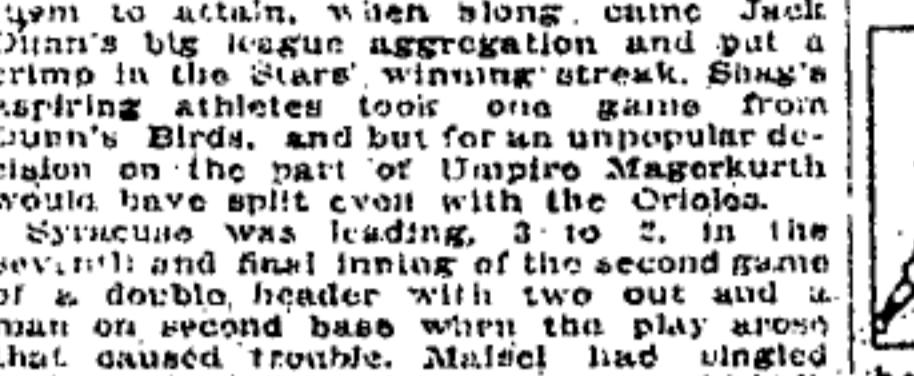 them to attain, when along came Jack
Dunn's big league aggregation and put a
crimp in the Stars' winning streak. Shag's
aspiring athletes took one game from
Dunn's Birds, and but for an unpopular de-
cision on the part of Umpire Magerkurth
would have split even with the Orioles.
Syracuse was leading, 3 to 2, in the
seventh and final inning of the second game
of a double header with two out and a
man on second base when the play arose
that caused trouble. Maisel had singled